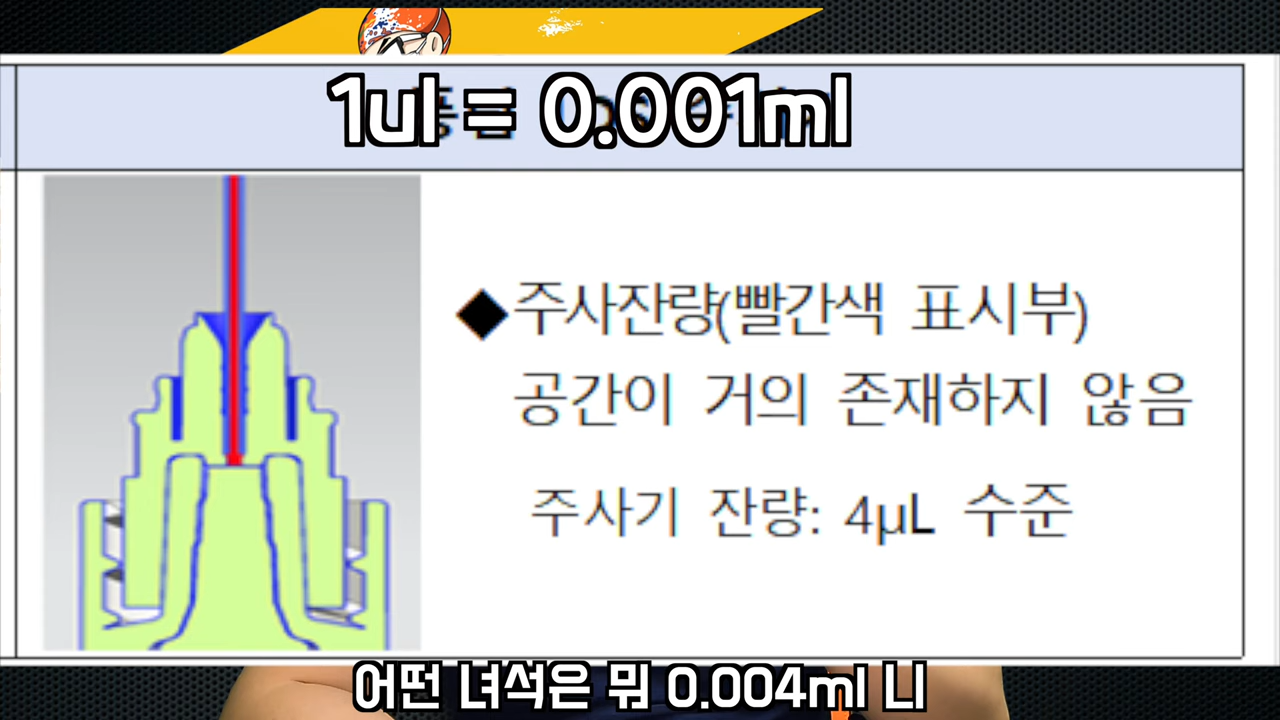 1ul = 0.001ml
◆주사잔량(빨간색 표시부)
공간이 거의 존재하지 않음
주사기 잔량: 4μL 수준
어떤 녀석은 뭐 0.004ml 니